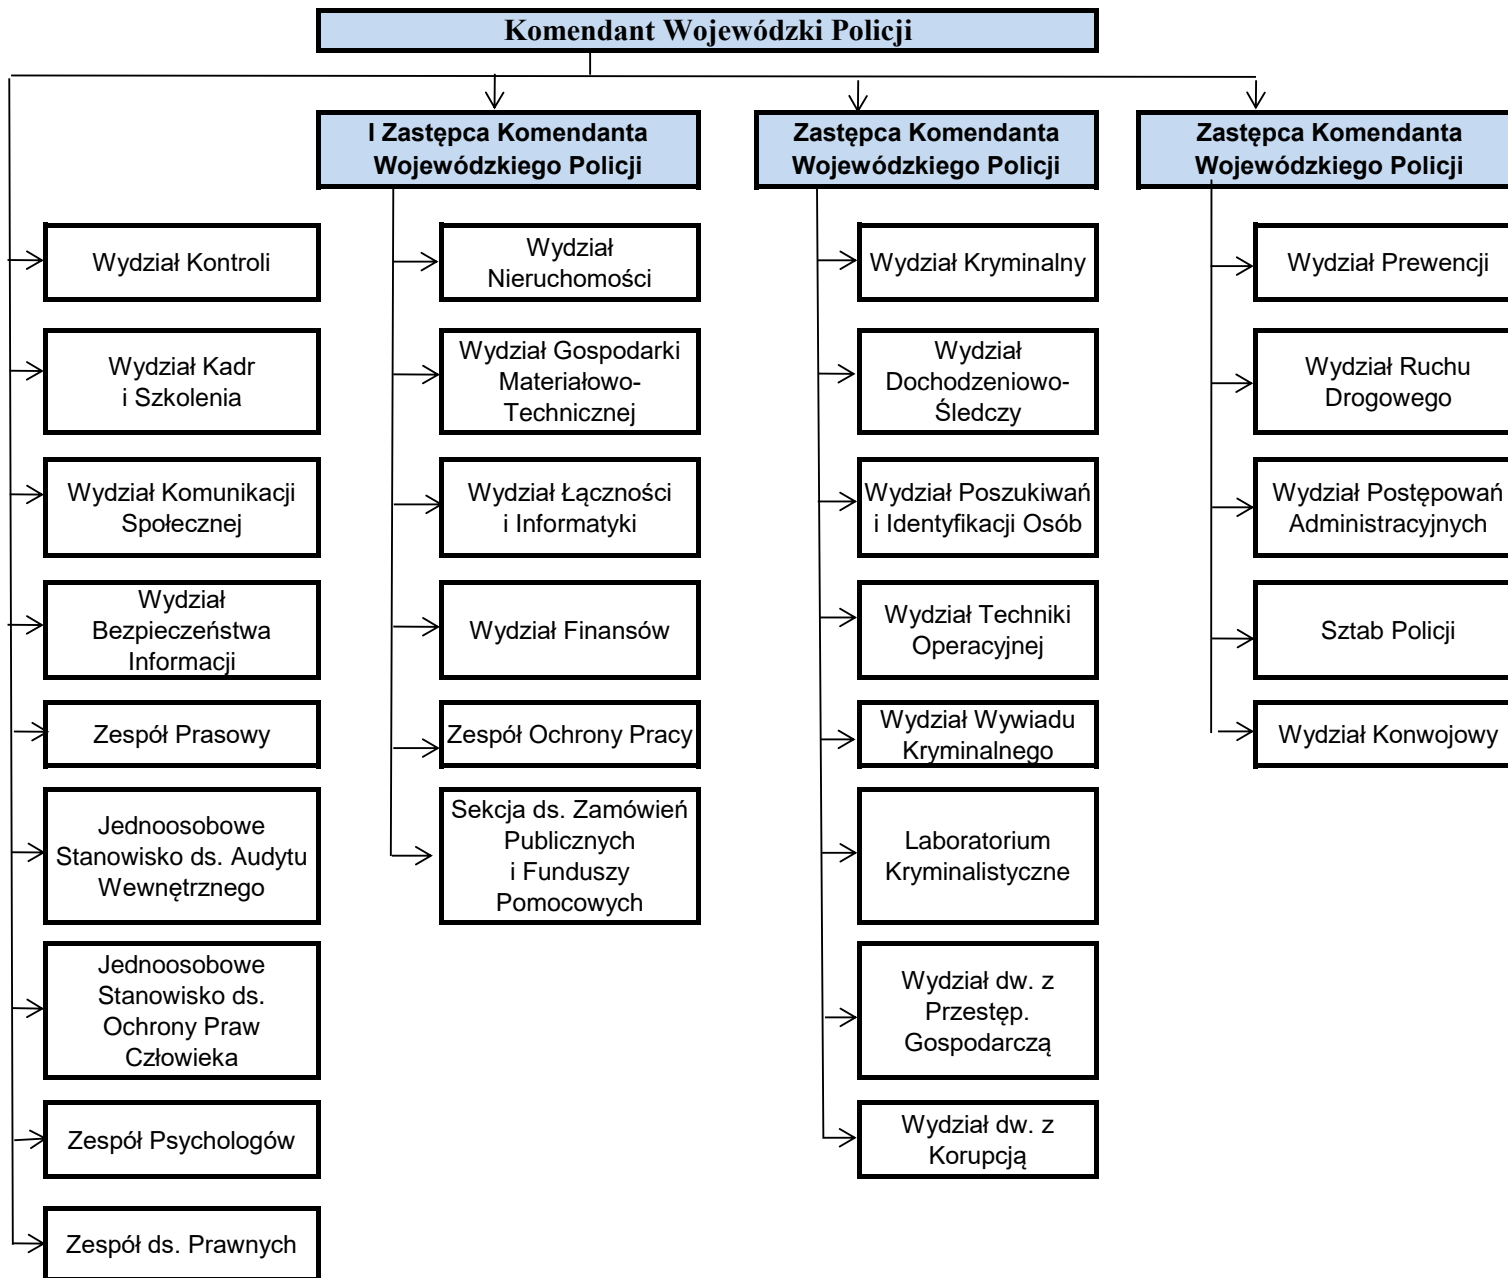 Komendant Wojewódzki Policji
I Zastępca Komendanta
Wojewódzkiego Policji
Zastępca Komendanta
Wojewódzkiego Policji
Zastępca Komendanta
Wojewódzkiego Policji
Wydział Kontroli
Wydział Kadr
i Szkolenia
Wydział Komunikacji
Społecznej
Wydział
Bezpieczeństwa
Informacji
Zespół Prasowy
Jednoosobowe
Stanowisko ds. Audytu
Wewnętrznego
Jednoosobowe
Stanowisko ds.
Ochrony Praw
Człowieka
Zespół Psychologów
Zespół ds. Prawnych
Wydział
Nieruchomości
Wydział Gospodarki
Materiałowo-
Technicznej
Wydział Łączności
i Informatyki
Wydział Finansów
Zespół Ochrony Pracy
Sekcja ds. Zamówień
Publicznych
i Funduszy
Pomocowych
Wydział Kryminalny
Wydział
Dochodzeniowo-
Śledczy
Wydział Poszukiwań
i Identyfikacji Osób
Wydział Techniki
Operacyjnej
Wydział Wywiadu
Kryminalnego
Laboratorium
Kryminalistyczne
Wydział dw. z
Przestęp.
Gospodarczą
Wydział dw. z
Korupcją
Wydział Prewencji
Wydział Ruchu
Drogowego
Wydział Postępowań
Administracyjnych
Sztab Policji
Wydział Konwojowy